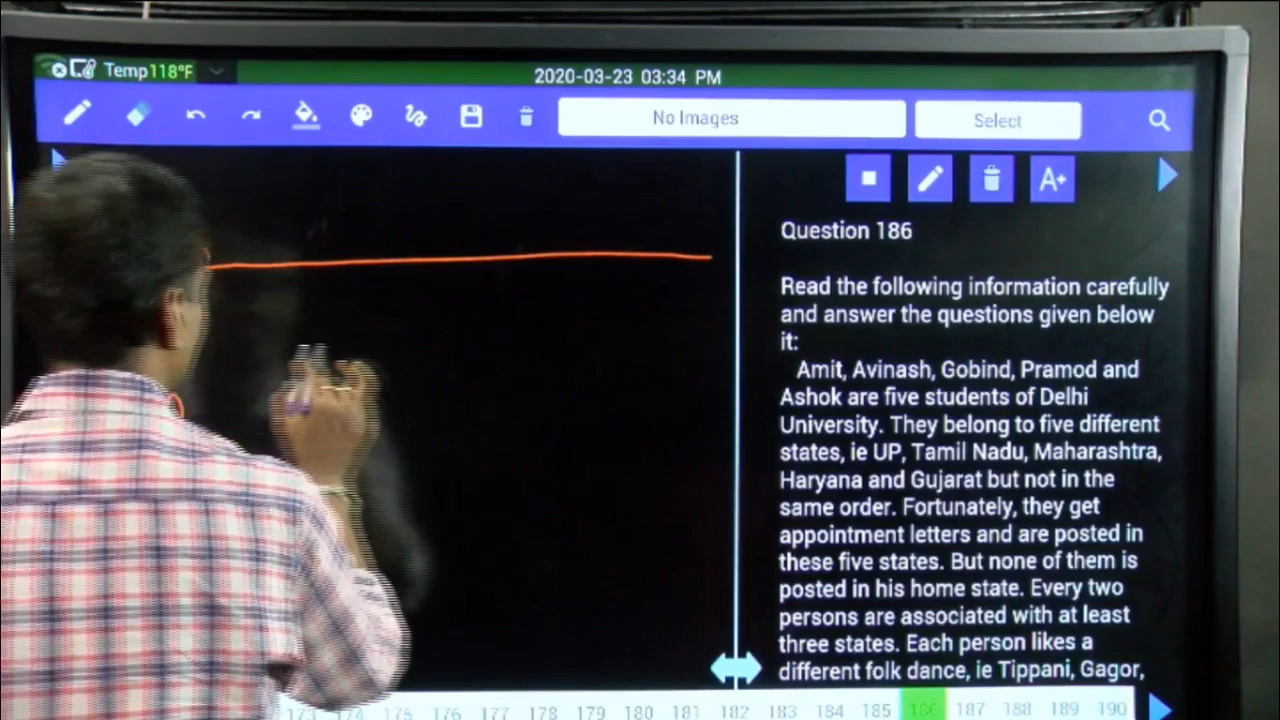 Temp118°F
2020-03-23 03:34 PM
No Images
Select
A+
Question 186
Read the following information carefully
and answer the questions given below
it:
Amit, Avinash, Gobind, Pramod and
Ashok are five students of Delhi
University. They belong to five different
states, ie UP, Tamil Nadu, Maharashtra,
Haryana and Gujarat but not in the
same order. Fortunately, they get
appointment letters and are posted in
these five states. But none of them is
posted in his home state. Every two
persons are associated with at least
three states. Each person likes a
different folk dance, ie Tippani, Gagor,
173 174 175 176 177 178 179 180 181 182 183 184 185 186 187 188 189 190